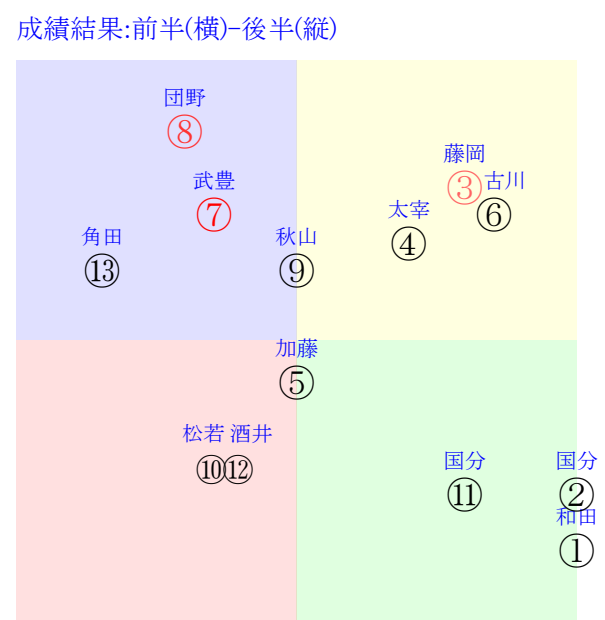 成績結果:前半(横)-後半(縦)
団野
⑧
藤岡
③
武豊
⑦
古川
⑥
太宰
④
角田
⑬
秋山
⑨
加藤
⑤
松若 酒井
⑩⑫
国分
⑪
国分
②
和田
①